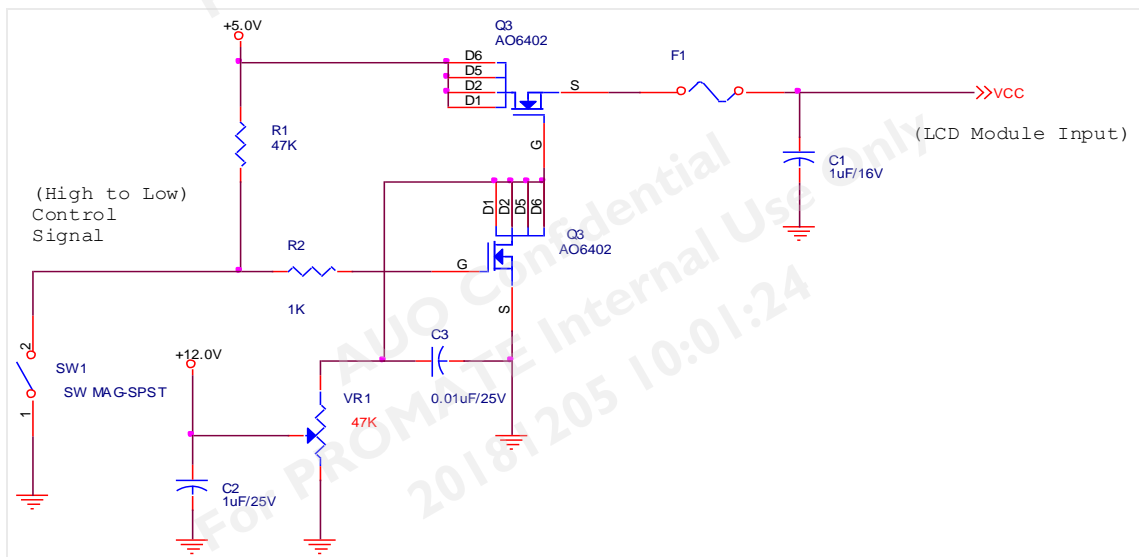 +5.0V
Q3
AO6402
D6
D5
D2
D1
S
G
F1
VCC
(LCD Module Input)
R1
47K
C1
1uF/16V
(High to Low)
Control
Signal
D1
D2
D5
D6
Q3
AO6402
R2
1K
G
S
2
SW1
SW MAG-SPST
1
+12.0V
C3
0.01uF/25V
VR1
47K
C2
1uF/25V
AUO Confidential
For PROMATE Internal Use Only
20181205 10:01:24